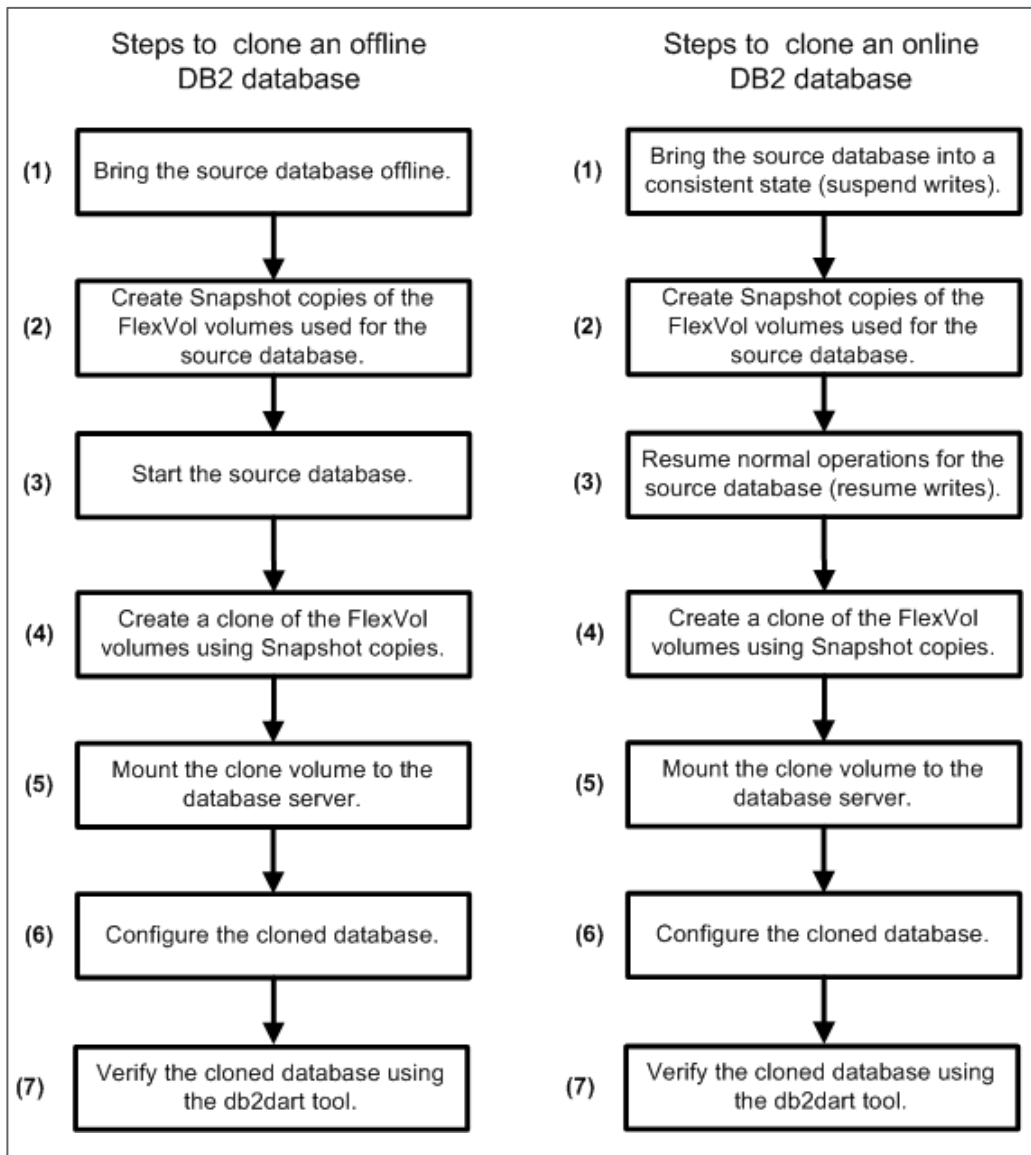 Steps to clone an offline
DB2 database
(1)
Bring the source database offline.
(2)
Create Snapshot copies of the
FlexVol volumes used for the
source database.
(3)
Start the source database.
(4)
Create a clone of the FlexVol
volumes using Snapshot copies.
(5)
Mount the clone volume to the
database server.
(6)
Configure the cloned database.
(7)
Verify the cloned database using
the db2dart tool.
Steps to clone an online
DB2 database
(1)
Bring the source database into a
consistent state (suspend writes).
(2)
Create Snapshot copies of the
FlexVol volumes used for the
source database.
(3)
Resume normal operations for the
source database (resume writes).
(4)
Create a clone of the FlexVol
volumes using Snapshot copies.
(5)
Mount the clone volume to the
database server.
(6)
Configure the cloned database.
(7)
Verify the cloned database using
the db2dart tool.